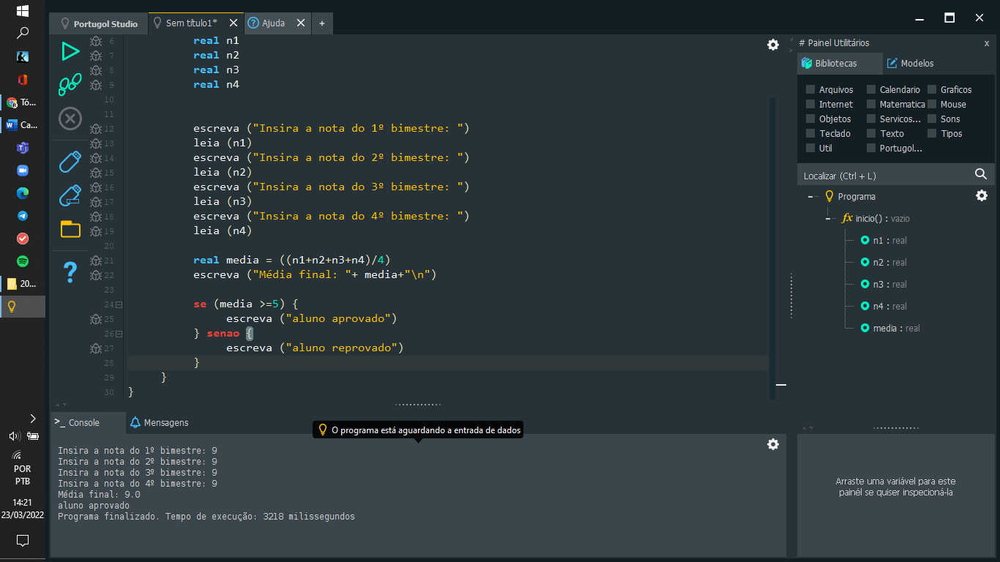 Portugol Studio
Sem título1*
Ajuda
+
6 real n1
7 real n2
8 real n3
9 real n4
10
11
12 escreva ("Insira a nota do 1º bimestre: ")
13 leia (n1)
14 escreva ("Insira a nota do 2º bimestre: ")
15 leia (n2)
16 escreva ("Insira a nota do 3º bimestre: ")
17 leia (n3)
18 escreva ("Insira a nota do 4º bimestre: ")
19 leia (n4)
20
21 real media = ((n1+n2+n3+n4)/4)
22 escreva ("Média final: "+ media+"\n")
23
24 se (media >=5) {
25 escreva ("aluno aprovado")
26 } senao {
27 escreva ("aluno reprovado")
28 }
29 }
30 }
# Painel Utilitários x
Bibliotecas Modelos
Arquivos Calendario Graficos
Internet Matematica Mouse
Objetos Servicos... Sons
Teclado Texto Tipos
Util Portugol...
Localizar (Ctrl + L)
Programa
fx inicio() : vazio
n1 : real
n2 : real
n3 : real
n4 : real
media : real
Arraste uma variável para este
painél se quiser inspecioná-la
>_ Console
Mensagens
O programa está aguardando a entrada de dados
Insira a nota do 1º bimestre: 9
Insira a nota do 2º bimestre: 9
Insira a nota do 3º bimestre: 9
Insira a nota do 4º bimestre: 9
Média final: 9.0
aluno aprovado
Programa finalizado. Tempo de execução: 3218 milissegundos
Tó...
Ca...
20...
POR
PTB
14:21
23/03/2022